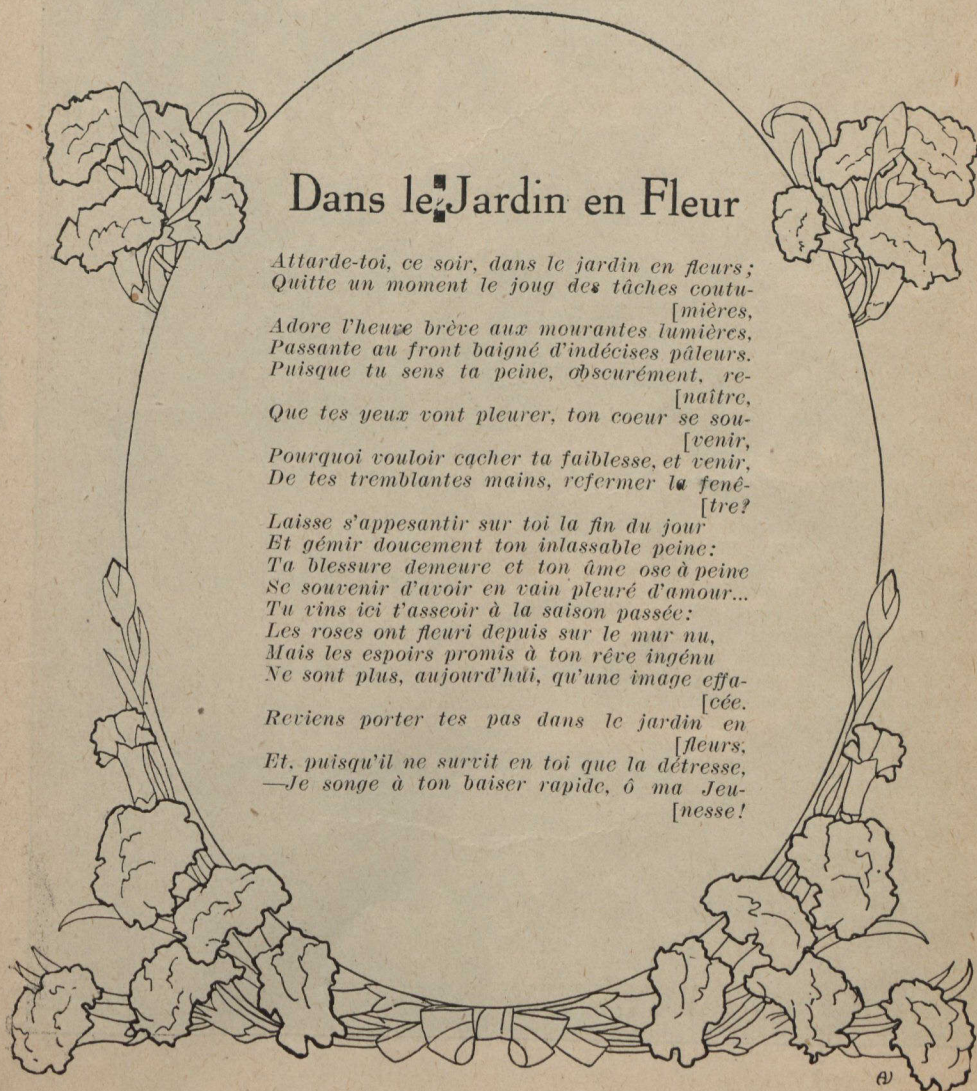 Dans le Jardin en Fleur
Attarde-toi, ce soir, dans le jardin en fleurs;
Quitte un moment le joug des tâches coutu-
[mières,
Adore l'heure brève aux mourantes lumières,
Passante au front baigné d'indécises pâleurs.
Puisque tu sens ta peine, obscurément, re-
[naître,
Que tes yeux vont pleurer, ton coeur se sou-
[venir,
Pourquoi vouloir cacher ta faiblesse, et venir,
De tes tremblantes mains, refermer la fenê-
[tre?
Laisse s'appesantir sur toi la fin du jour
Et gémir doucement ton inlassable peine:
Ta blessure demeure et ton âme ose à peine
Se souvenir d'avoir en vain pleuré d'amour...
Tu vins ici t'asseoir à la saison passée:
Les roses ont fleuri depuis sur le mur nu,
Mais les espoirs promis à ton rêve ingénu
Ne sont plus, aujourd'hui, qu'une image effa-
[cée.
Reviens porter tes pas dans le jardin en
[fleurs,
Et, puisqu'il ne survit en toi que la détresse,
—Je songe à ton baiser rapide, ô ma Jeu-
[nesse!